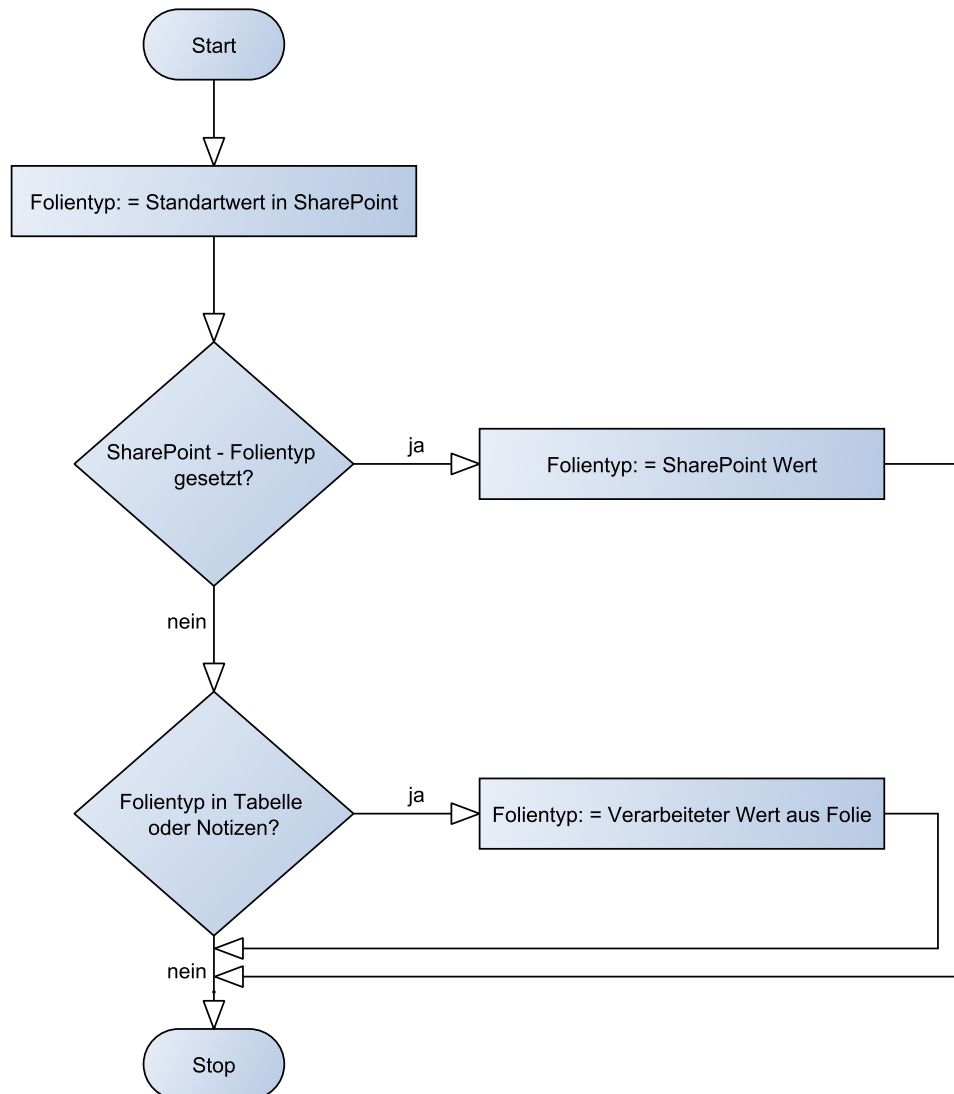 Start
Folientyp: = Standartwert in SharePoint
SharePoint - Folientyp
gesetzt?
ja
Folientyp: = SharePoint Wert
nein
Folientyp in Tabelle
oder Notizen?
ja
Folientyp: = Verarbeiteter Wert aus Folie
nein
Stop